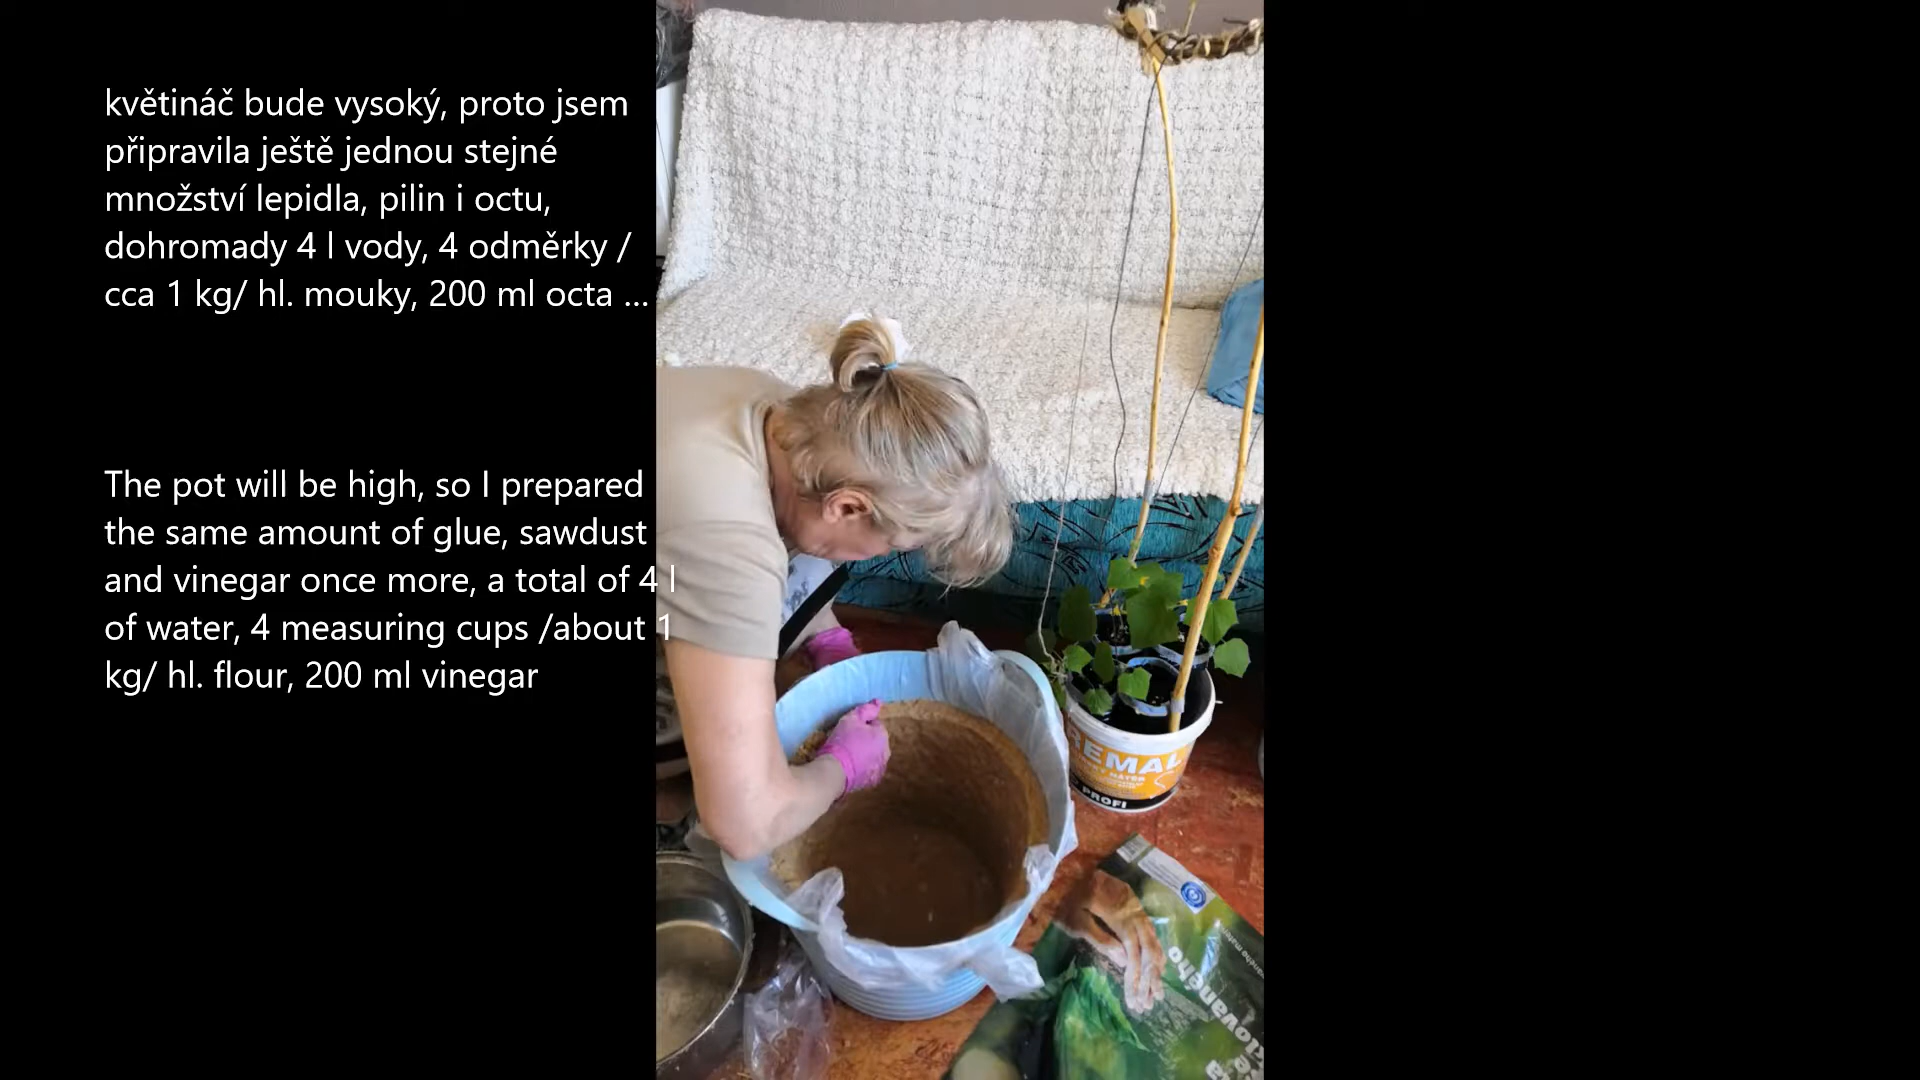 květináč bude vysoký, proto jsem
připravila ještě jednou stejné
množství lepidla, pilin i octu,
dohromady 4 l vody, 4 odměrky /
cca 1 kg/ hl. mouky, 200 ml octa ...
The pot will be high, so I prepared
the same amount of glue, sawdust
and vinegar once more, a total of 4 l
of water, 4 measuring cups /about 1
kg/ hl. flour, 200 ml vinegar
REMAL
PROFI